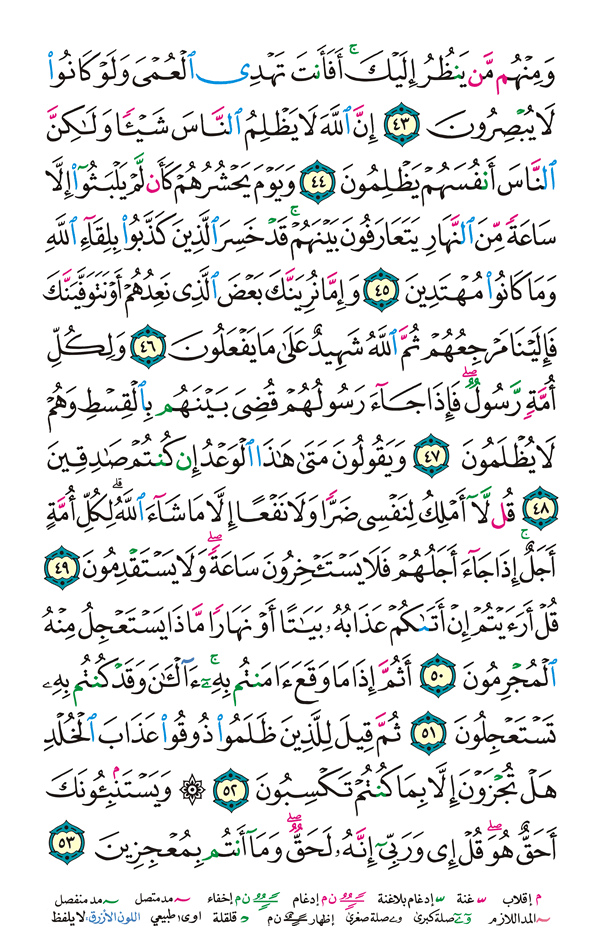 وَمِنْهُم مَّن يَنظُرُ إِلَيْكَ ۚ أَفَأَنتَ تَهْدِى ٱلْعُمْىَ وَلَوْ كَانُوا۟
لَا يُبْصِرُونَ ٤٣ إِنَّ ٱللَّهَ لَا يَظْلِمُ ٱلنَّاسَ شَيْـًٔا وَلَـٰكِنَّ
ٱلنَّاسَ أَنفُسَهُمْ يَظْلِمُونَ ٤٤ وَيَوْمَ يَحْشُرُهُمْ كَأَن لَّمْ يَلْبَثُوٓا۟ إِلَّا
سَاعَةً مِّنَ ٱلنَّهَارِ يَتَعَارَفُونَ بَيْنَهُمْ ۚ قَدْ خَسِرَ ٱلَّذِينَ كَذَّبُوا۟ بِلِقَآءِ ٱللَّهِ
وَمَا كَانُوا۟ مُهْتَدِينَ ٤٥ وَإِمَّا نُرِيَنَّكَ بَعْضَ ٱلَّذِى نَعِدُهُمْ أَوْ نَتَوَفَّيَنَّكَ
فَإِلَيْنَا مَرْجِعُهُمْ ثُمَّ ٱللَّهُ شَهِيدٌ عَلَىٰ مَا يَفْعَلُونَ ٤٦ وَلِكُلِّ
أُمَّةٍ رَّسُولٌ ۖ فَإِذَا جَآءَ رَسُولُهُمْ قُضِىَ بَيْنَهُم بِٱلْقِسْطِ وَهُمْ
لَا يُظْلَمُونَ ٤٧ وَيَقُولُونَ مَتَىٰ هَـٰذَا ٱلْوَعْدُ إِن كُنتُمْ صَـٰدِقِينَ
٤٨ قُل لَّآ أَمْلِكُ لِنَفْسِى ضَرًّا وَلَا نَفْعًا إِلَّا مَا شَآءَ ٱللَّهُ ۗ لِكُلِّ أُمَّةٍ
أَجَلٌ ۚ إِذَا جَآءَ أَجَلُهُمْ فَلَا يَسْتَـْٔخِرُونَ سَاعَةً ۖ وَلَا يَسْتَقْدِمُونَ ٤٩
قُلْ أَرَءَيْتُمْ إِنْ أَتَىٰكُمْ عَذَابُهُۥ بَيَـٰتًا أَوْ نَهَارًا مَّاذَا يَسْتَعْجِلُ مِنْهُ
ٱلْمُجْرِمُونَ ٥٠ أَثُمَّ إِذَا مَا وَقَعَ ءَامَنتُم بِهِۦٓ ۚ ءَآلْـَٔـٰنَ وَقَدْ كُنتُم بِهِۦ
تَسْتَعْجِلُونَ ٥١ ثُمَّ قِيلَ لِلَّذِينَ ظَلَمُوا۟ ذُوقُوا۟ عَذَابَ ٱلْخُلْدِ
هَلْ تُجْزَوْنَ إِلَّا بِمَا كُنتُمْ تَكْسِبُونَ ٥٢ ۞ وَيَسْتَنۢبِـُٔونَكَ
أَحَقٌّ هُوَ ۖ قُلْ إِى وَرَبِّىٓ إِنَّهُۥ لَحَقٌّ ۖ وَمَآ أَنتُم بِمُعْجِزِينَ ٥٣
م إقلاب غنة إدغام بلاغنة ن م إدغام ن م إخفاء مد متصل مد منفصل
المد اللازم صلة كبرى صلة صغرى إظهار ن م قلقلة اوى طبيعي اللون الأزرق: لا يلفظ